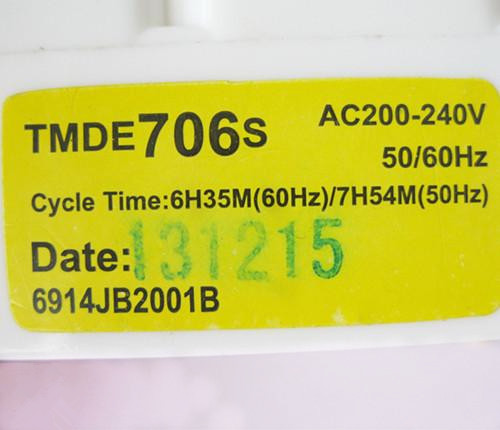 TMDE706S AC200-240V
50/60Hz
Cycle Time:6H35M(60Hz)/7H54M(50Hz)
Date:131215
6914JB2001B